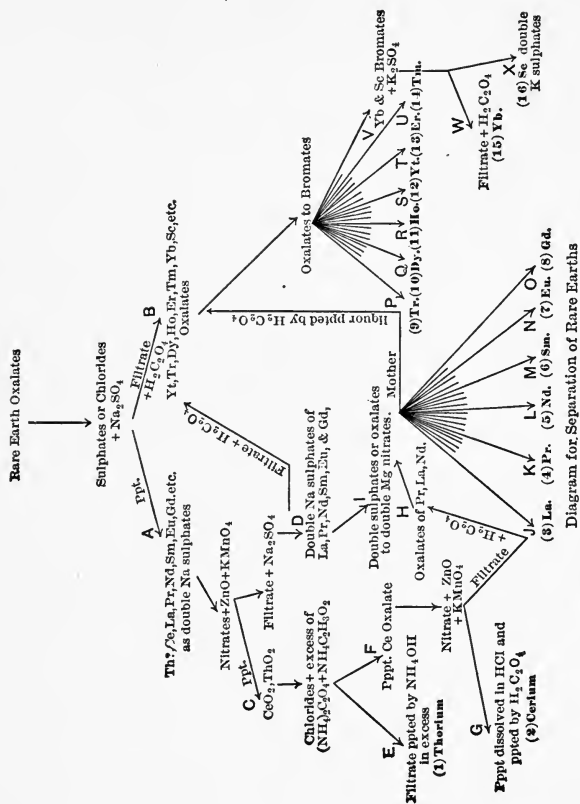 Rare Earth Oxalates
Sulphates or Chlorides
+ Na2SO4
Ppt.
Filtrate
+H2C2O4
A
B
Th?,Ce,La,Pr,Nd,Sm,Eu,Gd.etc.
as double Na sulphates
Yt,Tr,Dy,Ho,Er,Tm,Yb,Sc,etc.
Oxalates
Nitrates+ZnO+KMnO4
Ppt.
Filtrate+H2C2O4
C
CeO2,ThO2
Filtrate+Na2SO4
D
Double Na sulphates of
La,Pr,Nd,Sm,Eu,& Gd,
Chlorides+excess of
(NH4)2C2O4+NH4C2H3O2
I
Oxalates to Bromates
Double sulphates or oxalates
to double Mg nitrates.
Mother
liquor ppted by H2C2O4
E
F
H
Filtrate ppted by NH4OH
in excess
(1) Thorium
Pppt. Ce Oxalate
Oxalates of Pr,La,Nd.
Nitrate+ZnO
+KMnO4
Filtrate
+H2C2O4
G
Pppt dissolved in HCl and
ppted by H2C2O4
(2) Cerium
J
K
L
M
N
O
(3) La. (4) Pr. (5) Nd. (6) Sm. (7) Eu. (8) Gd.
P
Q
R
S
T
U
V
(9) Tr.(10)Dy.(11)Ho.(12)Yt.(13)Er.(14)Tm.
Yb & Sc Bromates
+K2SO4
W
X
Filtrate+H2C2O4
(15) Yb.
(16) Sc double
K sulphates
Diagram for Separation of Rare Earths